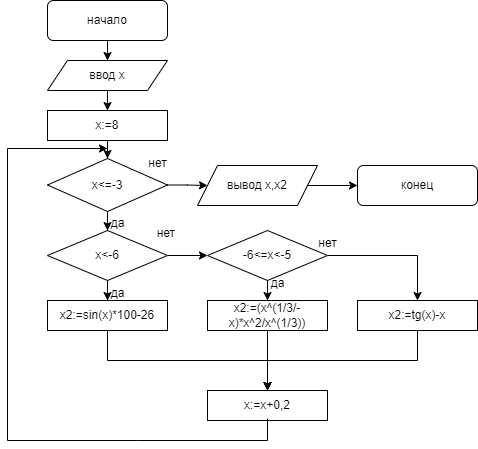 начало
ввод x
x:=8
x<=-3
нет
вывод x,x2
конец
да
x<-6
нет
-6<=x<-5
нет
да
да
x2:=sin(x)*100-26
x2:=(x^(1/3/-
x)*x^2/x^(1/3))
x2:=tg(x)-x
x:=x+0,2